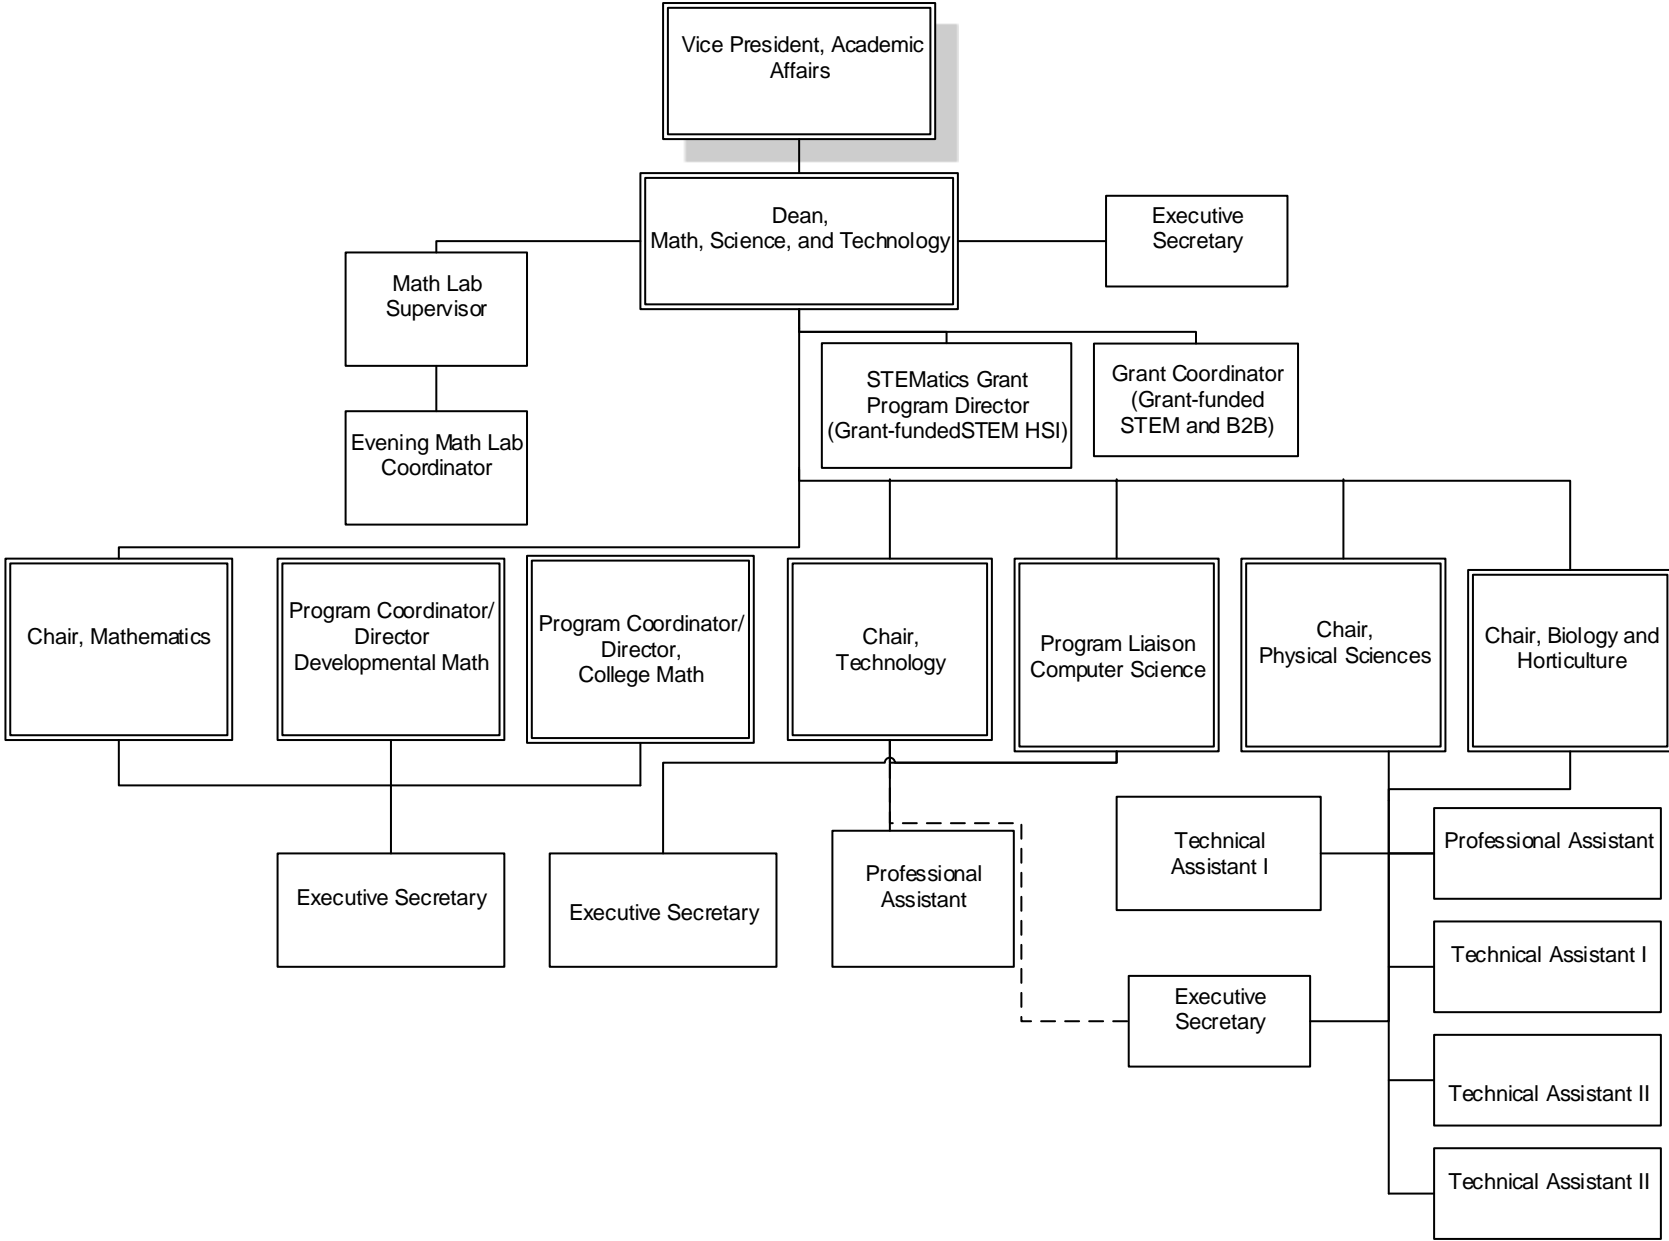 Vice President, Academic
Affairs
Dean,
Math, Science, and Technology
Executive
Secretary
Math Lab
Supervisor
Evening Math Lab
Coordinator
STEMatics Grant
Program Director
(Grant-fundedSTEM HSI)
Grant Coordinator
(Grant-funded
STEM and B2B)
Chair, Mathematics
Program Coordinator/
Director
Developmental Math
Program Coordinator/
Director,
College Math
Chair,
Technology
Program Liaison
Computer Science
Chair,
Physical Sciences
Chair, Biology and
Horticulture
Executive Secretary
Executive Secretary
Professional
Assistant
Technical
Assistant I
Executive
Secretary
Professional Assistant
Technical Assistant I
Technical Assistant II
Technical Assistant II